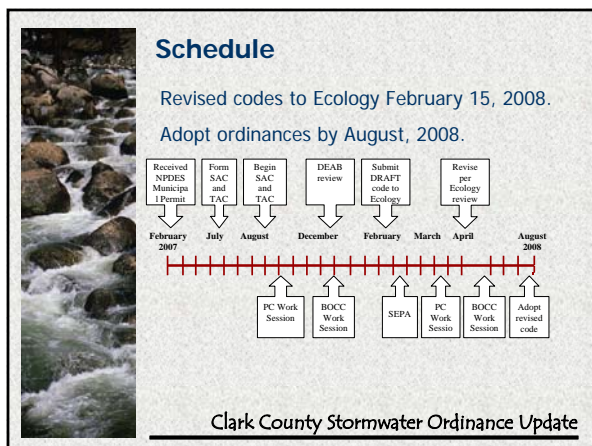 Schedule
Revised codes to Ecology February 15, 2008.
Adopt ordinances by August, 2008.
Received
NPDES
Municipa
l Permit
Form
SAC
and
TAC
Begin
SAC
and
TAC
DEAB
review
Submit
DRAFT
code to
Ecology
Revise
per
Ecology
review
February
2007
July
August
December
February
March
April
August
2008
PC Work
Session
BOCC
Work
Session
SEPA
PC
Work
Sessio
BOCC
Work
Session
Adopt
revised
code
Clark County Stormwater Ordinance Update